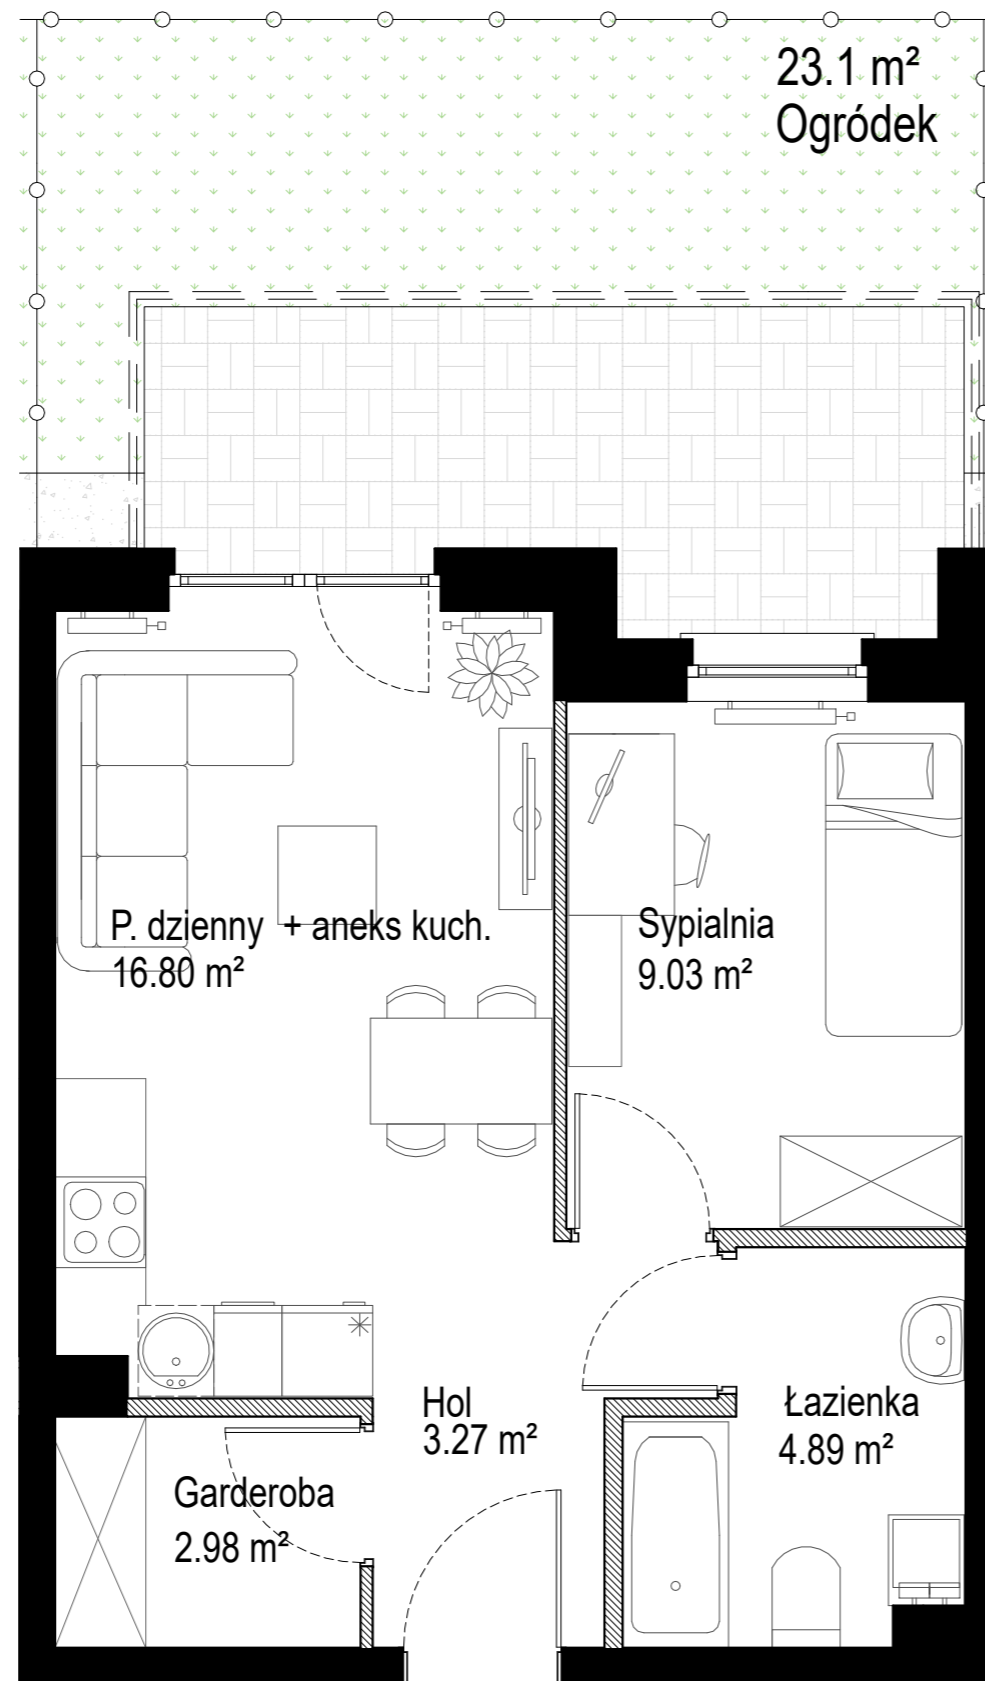 23.1 m²
Ogródek
P. dzienny + aneks kuch.
16.80 m²
Sypialnia
9.03 m²
Hol
3.27 m²
Łazienka
4.89 m²
Garderoba
2.98 m²